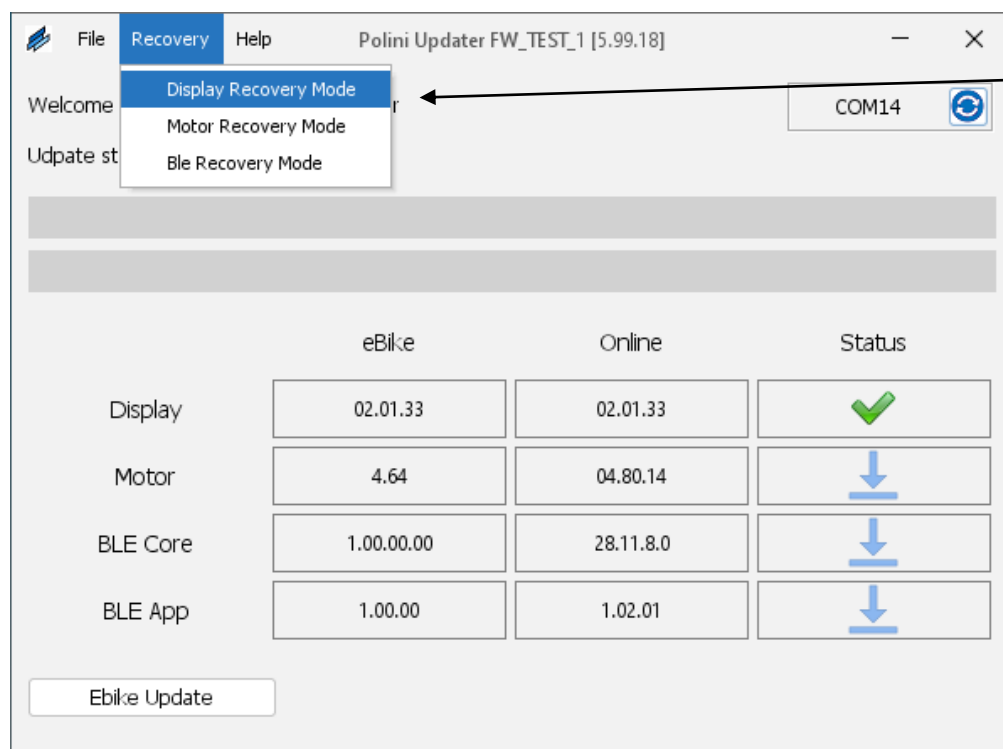 File Recovery Help Polini Updater FW_TEST_1 [5.99.18]
Display Recovery Mode
Welcome r COM14
Motor Recovery Mode
Udpate st
Ble Recovery Mode
eBike Online Status
Display 02.01.33 02.01.33
Motor 4.64 04.80.14
BLE Core 1.00.00.00 28.11.8.0
BLE App 1.00.00 1.02.01
Ebike Update